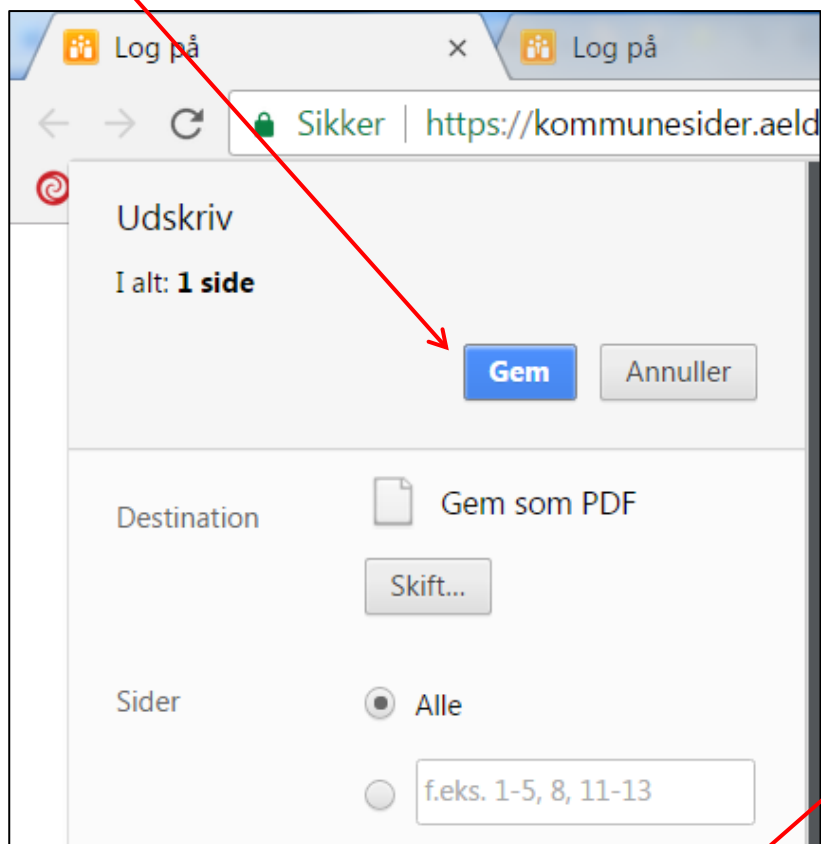 Log på
Log på
Sikker | https://kommunesider.aeld
Udskriv
I alt: 1 side
Gem Annuller
Destination Gem som PDF
Skift...
Sider Alle
f.eks. 1-5, 8, 11-13